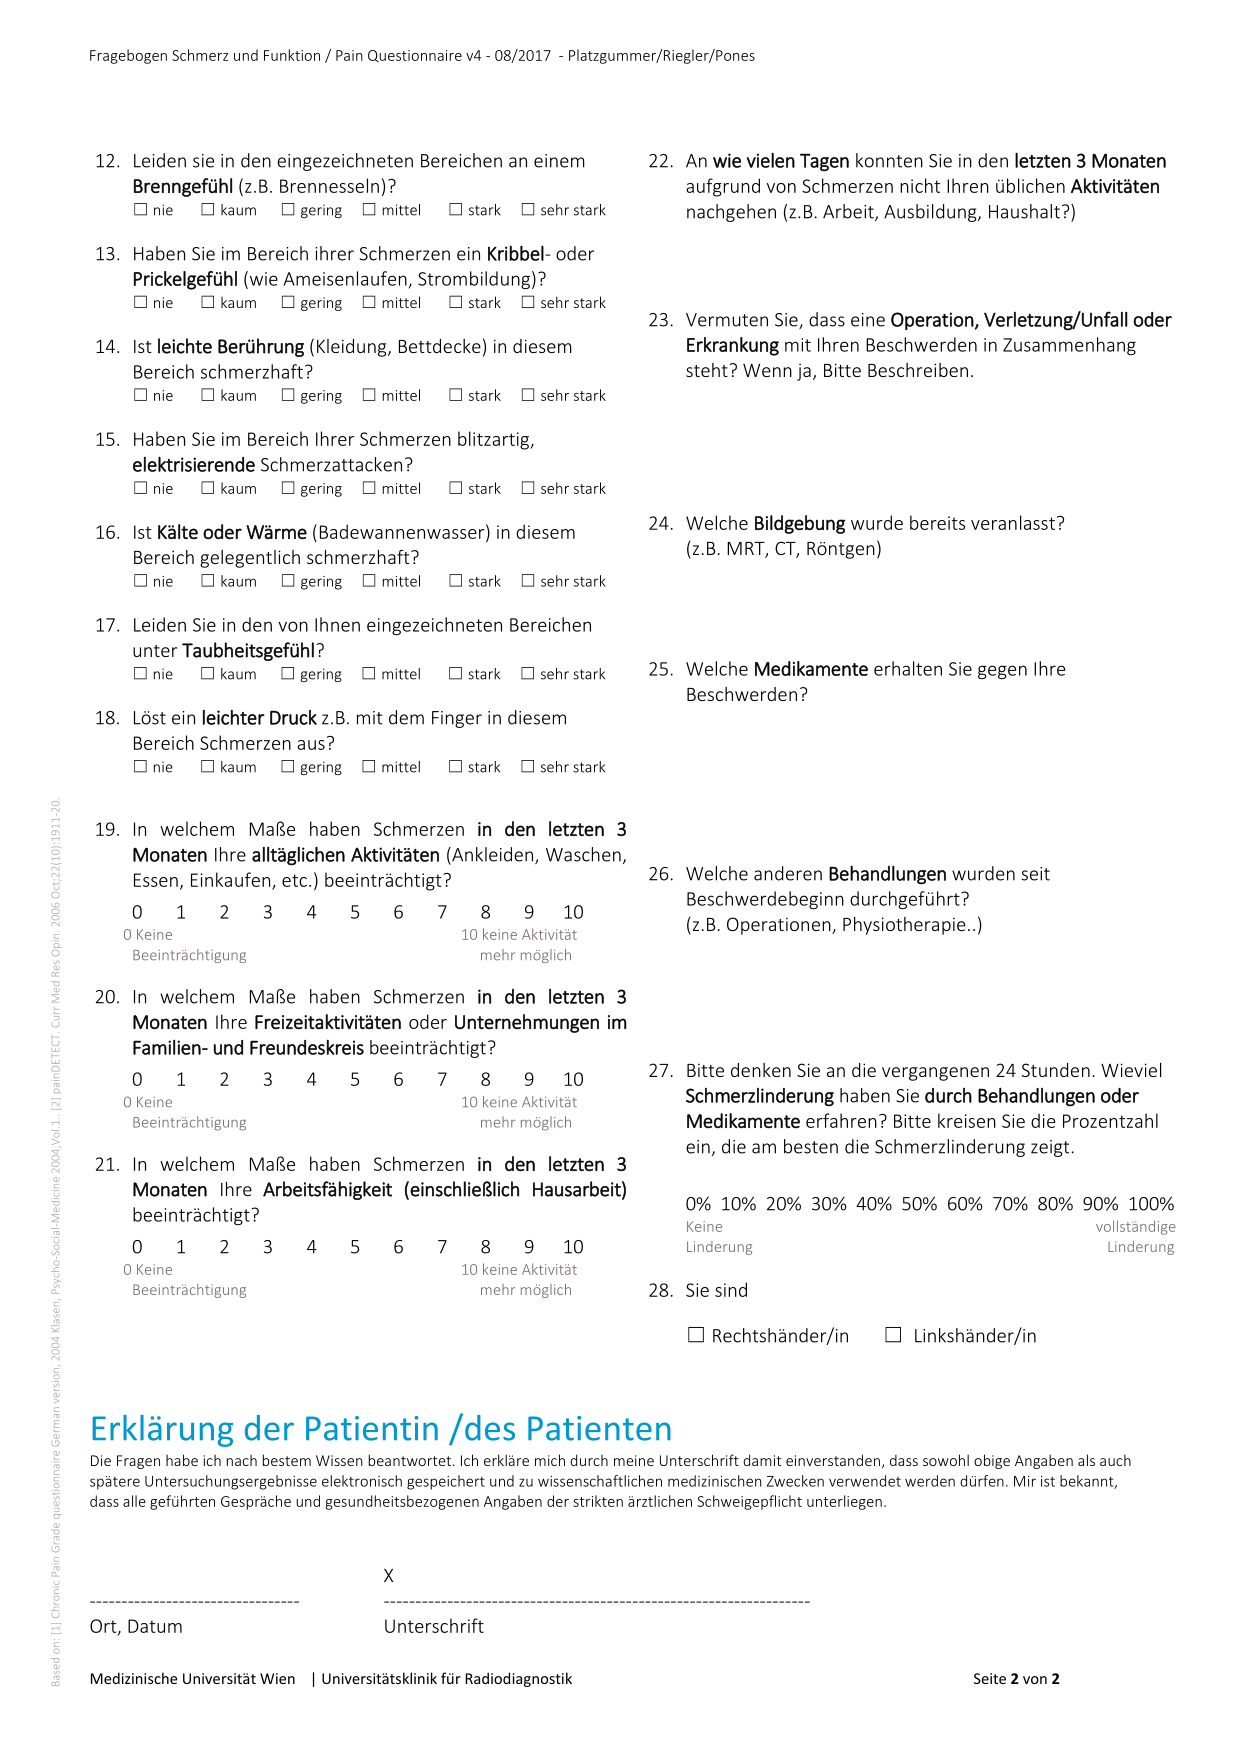 Fragebogen Schmerz und Funktion / Pain Questionnaire v4 - 08/2017 - Platzgummer/Riegler/Pones
12. Leiden sie in den eingezeichneten Bereichen an einem
Brenngefühl (z.B. Brennesseln)?
☐ nie ☐ kaum ☐ gering ☐ mittel ☐ stark ☐ sehr stark
13. Haben Sie im Bereich ihrer Schmerzen ein Kribbel- oder
Prickelgefühl (wie Ameisenlaufen, Strombildung)?
☐ nie ☐ kaum ☐ gering ☐ mittel ☐ stark ☐ sehr stark
14. Ist leichte Berührung (Kleidung, Bettdecke) in diesem
Bereich schmerzhaft?
☐ nie ☐ kaum ☐ gering ☐ mittel ☐ stark ☐ sehr stark
15. Haben Sie im Bereich Ihrer Schmerzen blitzartig,
elektrisierende Schmerzattacken?
☐ nie ☐ kaum ☐ gering ☐ mittel ☐ stark ☐ sehr stark
16. Ist Kälte oder Wärme (Badewannenwasser) in diesem
Bereich gelegentlich schmerzhaft?
☐ nie ☐ kaum ☐ gering ☐ mittel ☐ stark ☐ sehr stark
17. Leiden Sie in den von Ihnen eingezeichneten Bereichen
unter Taubheitsgefühl?
☐ nie ☐ kaum ☐ gering ☐ mittel ☐ stark ☐ sehr stark
18. Löst ein leichter Druck z.B. mit dem Finger in diesem
Bereich Schmerzen aus?
☐ nie ☐ kaum ☐ gering ☐ mittel ☐ stark ☐ sehr stark
19. In welchem Maße haben Schmerzen in den letzten 3
Monaten Ihre alltäglichen Aktivitäten (Ankleiden, Waschen,
Essen, Einkaufen, etc.) beeinträchtigt?
0 1 2 3 4 5 6 7 8 9 10
0 Keine 10 keine Aktivität
Beeinträchtigung mehr möglich
20. In welchem Maße haben Schmerzen in den letzten 3
Monaten Ihre Freizeitaktivitäten oder Unternehmungen im
Familien- und Freundeskreis beeinträchtigt?
0 1 2 3 4 5 6 7 8 9 10
0 Keine 10 keine Aktivität
Beeinträchtigung mehr möglich
21. In welchem Maße haben Schmerzen in den letzten 3
Monaten Ihre Arbeitsfähigkeit (einschließlich Hausarbeit)
beeinträchtigt?
0 1 2 3 4 5 6 7 8 9 10
0 Keine 10 keine Aktivität
Beeinträchtigung mehr möglich
22. An wie vielen Tagen konnten Sie in den letzten 3 Monaten
aufgrund von Schmerzen nicht Ihren üblichen Aktivitäten
nachgehen (z.B. Arbeit, Ausbildung, Haushalt?)
23. Vermuten Sie, dass eine Operation, Verletzung/Unfall oder
Erkrankung mit Ihren Beschwerden in Zusammenhang
steht? Wenn ja, Bitte Beschreiben.
24. Welche Bildgebung wurde bereits veranlasst?
(z.B. MRT, CT, Röntgen)
25. Welche Medikamente erhalten Sie gegen Ihre
Beschwerden?
26. Welche anderen Behandlungen wurden seit
Beschwerdebeginn durchgeführt?
(z.B. Operationen, Physiotherapie..)
27. Bitte denken Sie an die vergangenen 24 Stunden. Wieviel
Schmerzlinderung haben Sie durch Behandlungen oder
Medikamente erfahren? Bitte kreisen Sie die Prozentzahl
ein, die am besten die Schmerzlinderung zeigt.
0% 10% 20% 30% 40% 50% 60% 70% 80% 90% 100%
Keine vollständige
Linderung Linderung
28. Sie sind
☐ Rechtshänder/in ☐ Linkshänder/in
Based on: [1] Chronic Pain Grade questionnaire German version, 2004 Klasen, Psycho-Social-Medicine 2004,Vol.1.. [2] painDETECT. Curr Med Res Opin. 2006 Oct;22(10):1911-20.
Erklärung der Patientin /des Patienten
Die Fragen habe ich nach bestem Wissen beantwortet. Ich erkläre mich durch meine Unterschrift damit einverstanden, dass sowohl obige Angaben als auch
spätere Untersuchungsergebnisse elektronisch gespeichert und zu wissenschaftlichen medizinischen Zwecken verwendet werden dürfen. Mir ist bekannt,
dass alle geführten Gespräche und gesundheitsbezogenen Angaben der strikten ärztlichen Schweigepflicht unterliegen.
X
--------------------------------- -------------------------------------------------------------------
Ort, Datum Unterschrift
Medizinische Universität Wien | Universitätsklinik für Radiodiagnostik Seite 2 von 2